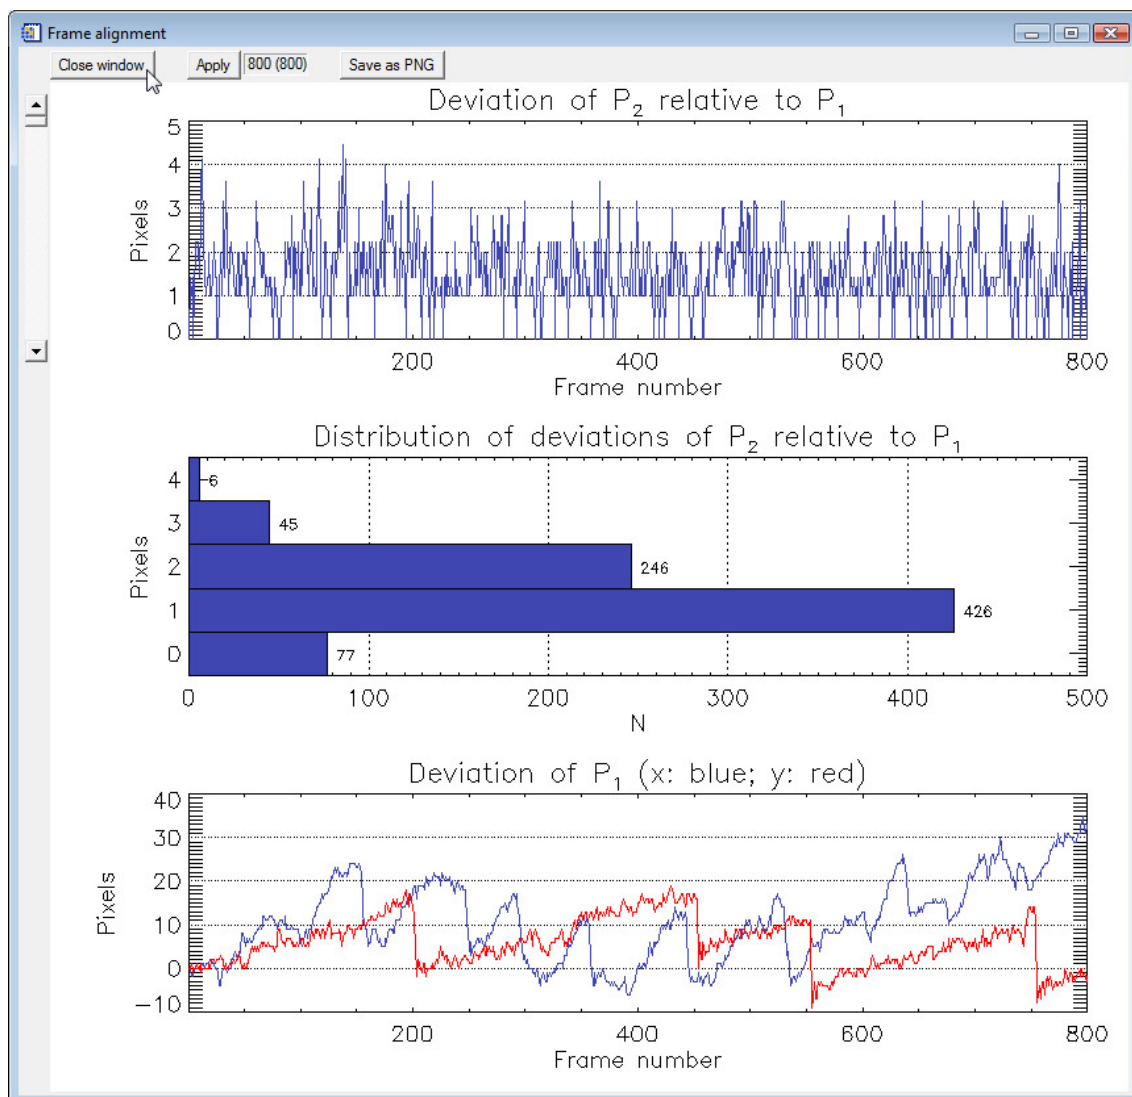 Frame alignment
Close window Apply 800 (800) Save as PNG
Deviation of P2 relative to P1
5
4
3
2
1
0
Pixels
200 400 600 800
Frame number
Distribution of deviations of P2 relative to P1
4 6
3 45
2 246
1 426
0 77
Pixels
0 100 200 300 400 500
N
Deviation of P1 (x: blue; y: red)
40
30
20
10
0
−10
Pixels
200 400 600 800
Frame number